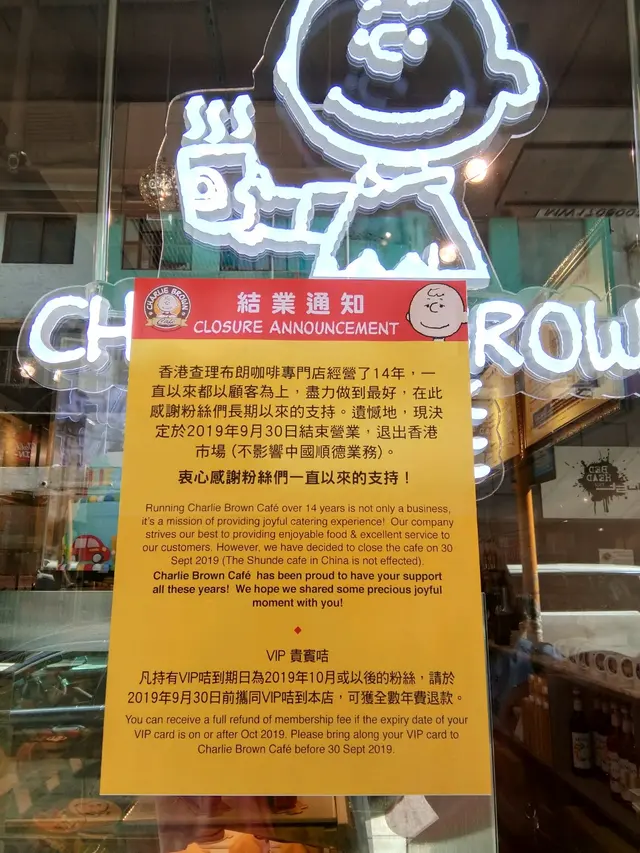 CHARLIE BROWN
結業通知
CLOSURE ANNOUNCEMENT
CH
ROW
香港查理布朗咖啡專門店經營了14年，一
直以來都以顧客為上，盡力做到最好，在此
感謝粉絲們長期以來的支持。遺憾地，現決
定於2019年9月30日結束營業，退出香港
市場（不影響中國順德業務）。
衷心感謝粉絲們一直以來的支持！
Running Charlie Brown Café over 14 years is not only a business,
it's a mission of providing joyful catering experience! Our company
strives our best to providing enjoyable food & excellent service to
our customers. However, we have decided to close the cafe on 30
Sept 2019 (The Shunde cafe in China is not effected).
Charlie Brown Café has been proud to have your support
all these years! We hope we shared some precious joyful
moment with you!
VIP 貴賓咭
凡持有VIP咭到期日為2019年10月或以後的粉絲，請於
2019年9月30日前攜同VIP咭到本店，可獲全數年費退款。
You can receive a full refund of membership fee if the expiry date of your
VIP card is on or after Oct 2019. Please bring along your VIP card to
Charlie Brown Café before 30 Sept 2019.